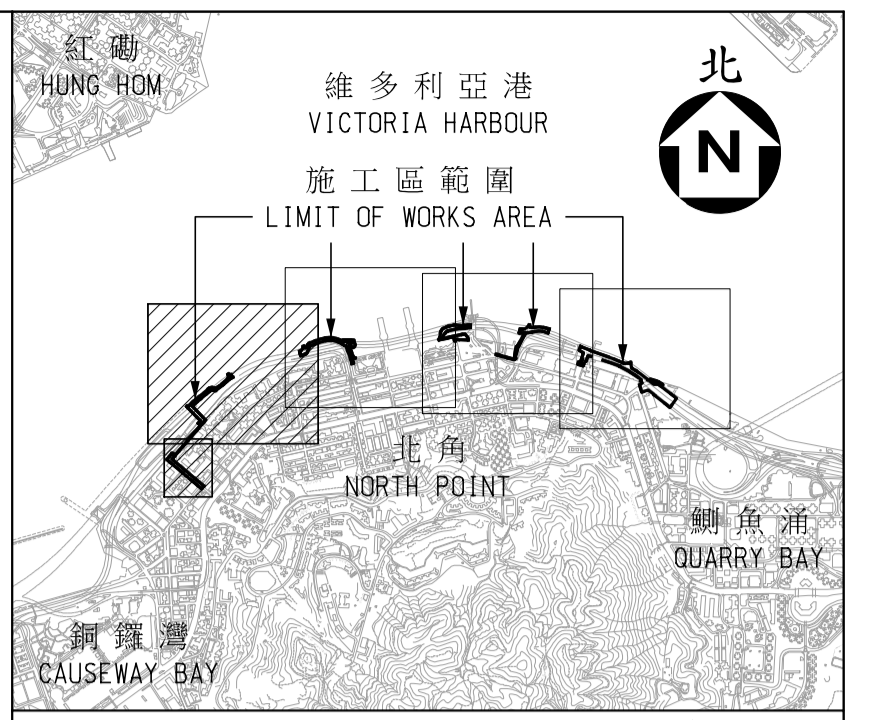 紅磡
HUNG HOM
維多利亞港
VICTORIA HARBOUR
北
N
施工區範圍
LIMIT OF WORKS AREA
北角
NORTH POINT
鰂魚涌
QUARRY BAY
銅鑼灣
CAUSEWAY BAY